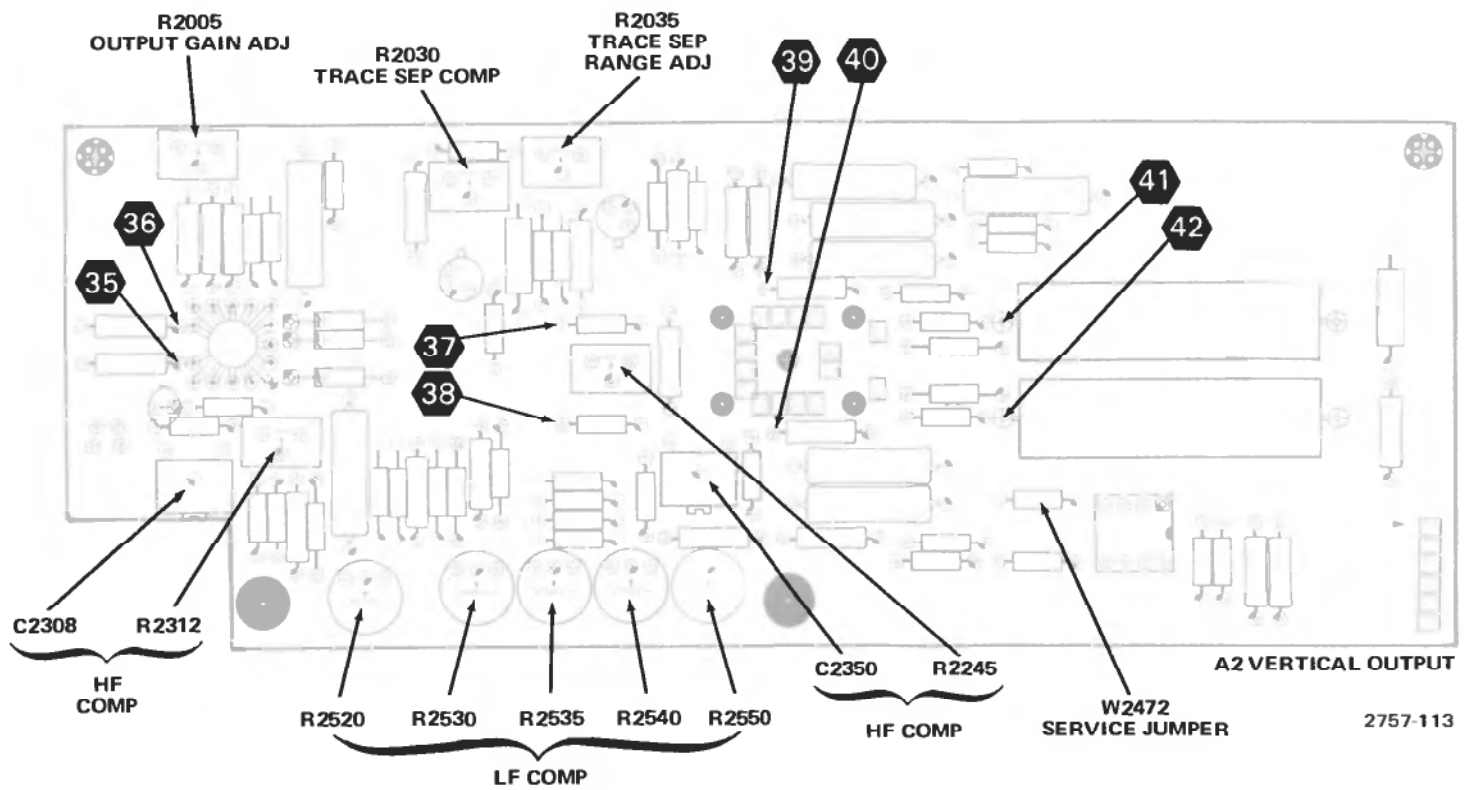 R2005
OUTPUT GAIN ADJ
R2030
TRACE SEP COMP
R2035
TRACE SEP
RANGE ADJ
39
40
41
42
36
35
37
38
C2308
R2312
HF
COMP
R2520
R2530
R2535
R2540
R2550
LF COMP
C2350
R2245
HF COMP
W2472
SERVICE JUMPER
A2 VERTICAL OUTPUT
2757-113